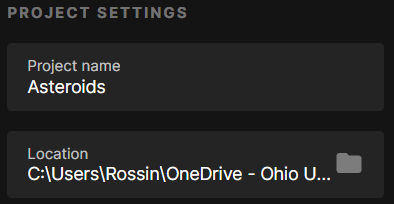 PROJECT SETTINGS
Project name
Asteroids
Location
C:\Users\Rossin\OneDrive - Ohio U...